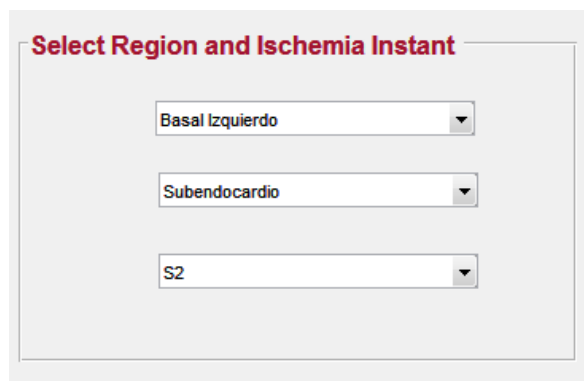 Select Region and Ischemia Instant
Basal Izquierdo
Subendocardio
S2